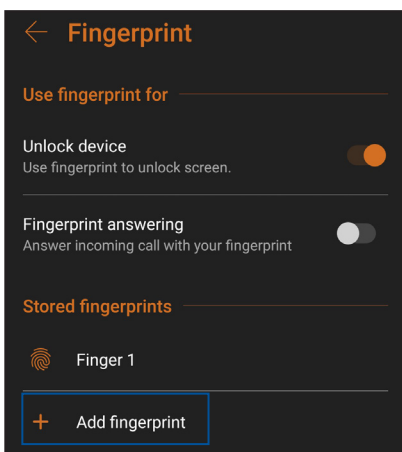 Fingerprint
Use fingerprint for
Unlock device
Use fingerprint to unlock screen.
Fingerprint answering
Answer incoming call with your fingerprint
Stored fingerprints
Finger 1
+ Add fingerprint